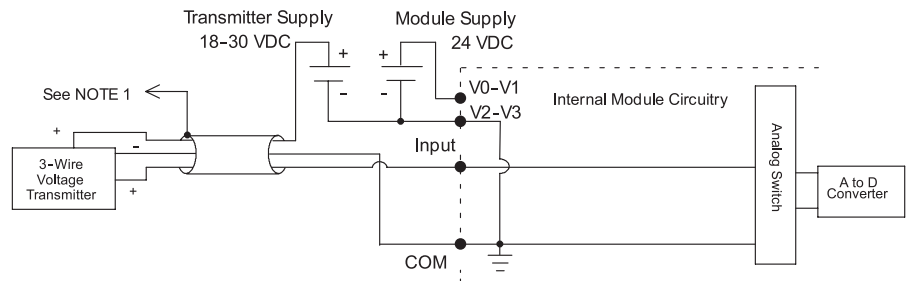 Transmitter Supply
18-30 VDC
Module Supply
24 VDC
+
-
+
-
V0-V1
V2-V3
See NOTE 1
Internal Module Circuitry
+
-
+
3-Wire
Voltage
Transmitter
Input
COM
Analog Switch
A to D
Converter